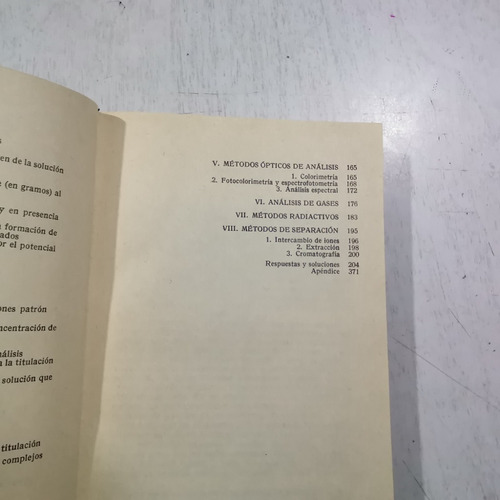 s
en de la solución
e (en gramos) al
y en presencia
formación de
ados
or el potencial
ones patrón
ncentración de
nálisis
a la titulación
solución que
titulación
complejos
V. MÉTODOS ÓPTICOS DE ANÁLISIS 165
1. Colorimetría 165
2. Fotocolorimetría y espectrofotometría 168
3. Análisis espectral 172
VI. ANÁLISIS DE GASES 176
VII. MÉTODOS RADIACTIVOS 183
VIII. MÉTODOS DE SEPARACIÓN 195
1. Intercambio de iones 196
2. Extracción 198
3. Cromatografía 200
Respuestas y soluciones 204
Apéndice 371